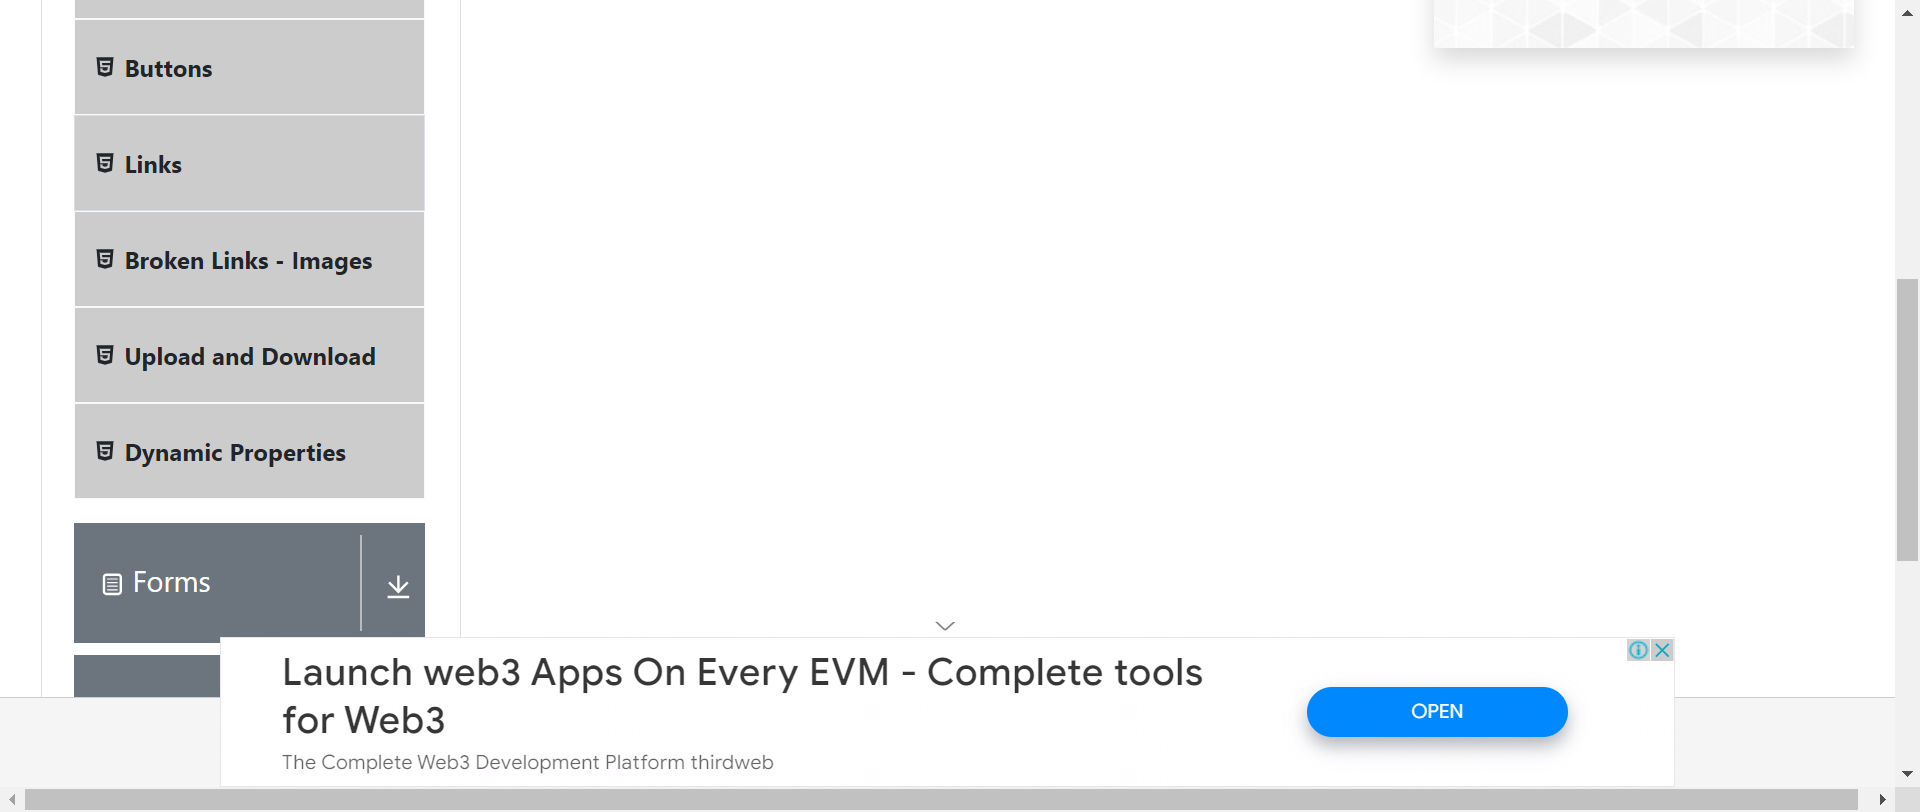 Buttons
Links
Broken Links - Images
Upload and Download
Dynamic Properties
Forms
Launch web3 Apps On Every EVM - Complete tools
for Web3
OPEN
The Complete Web3 Development Platform thirdweb